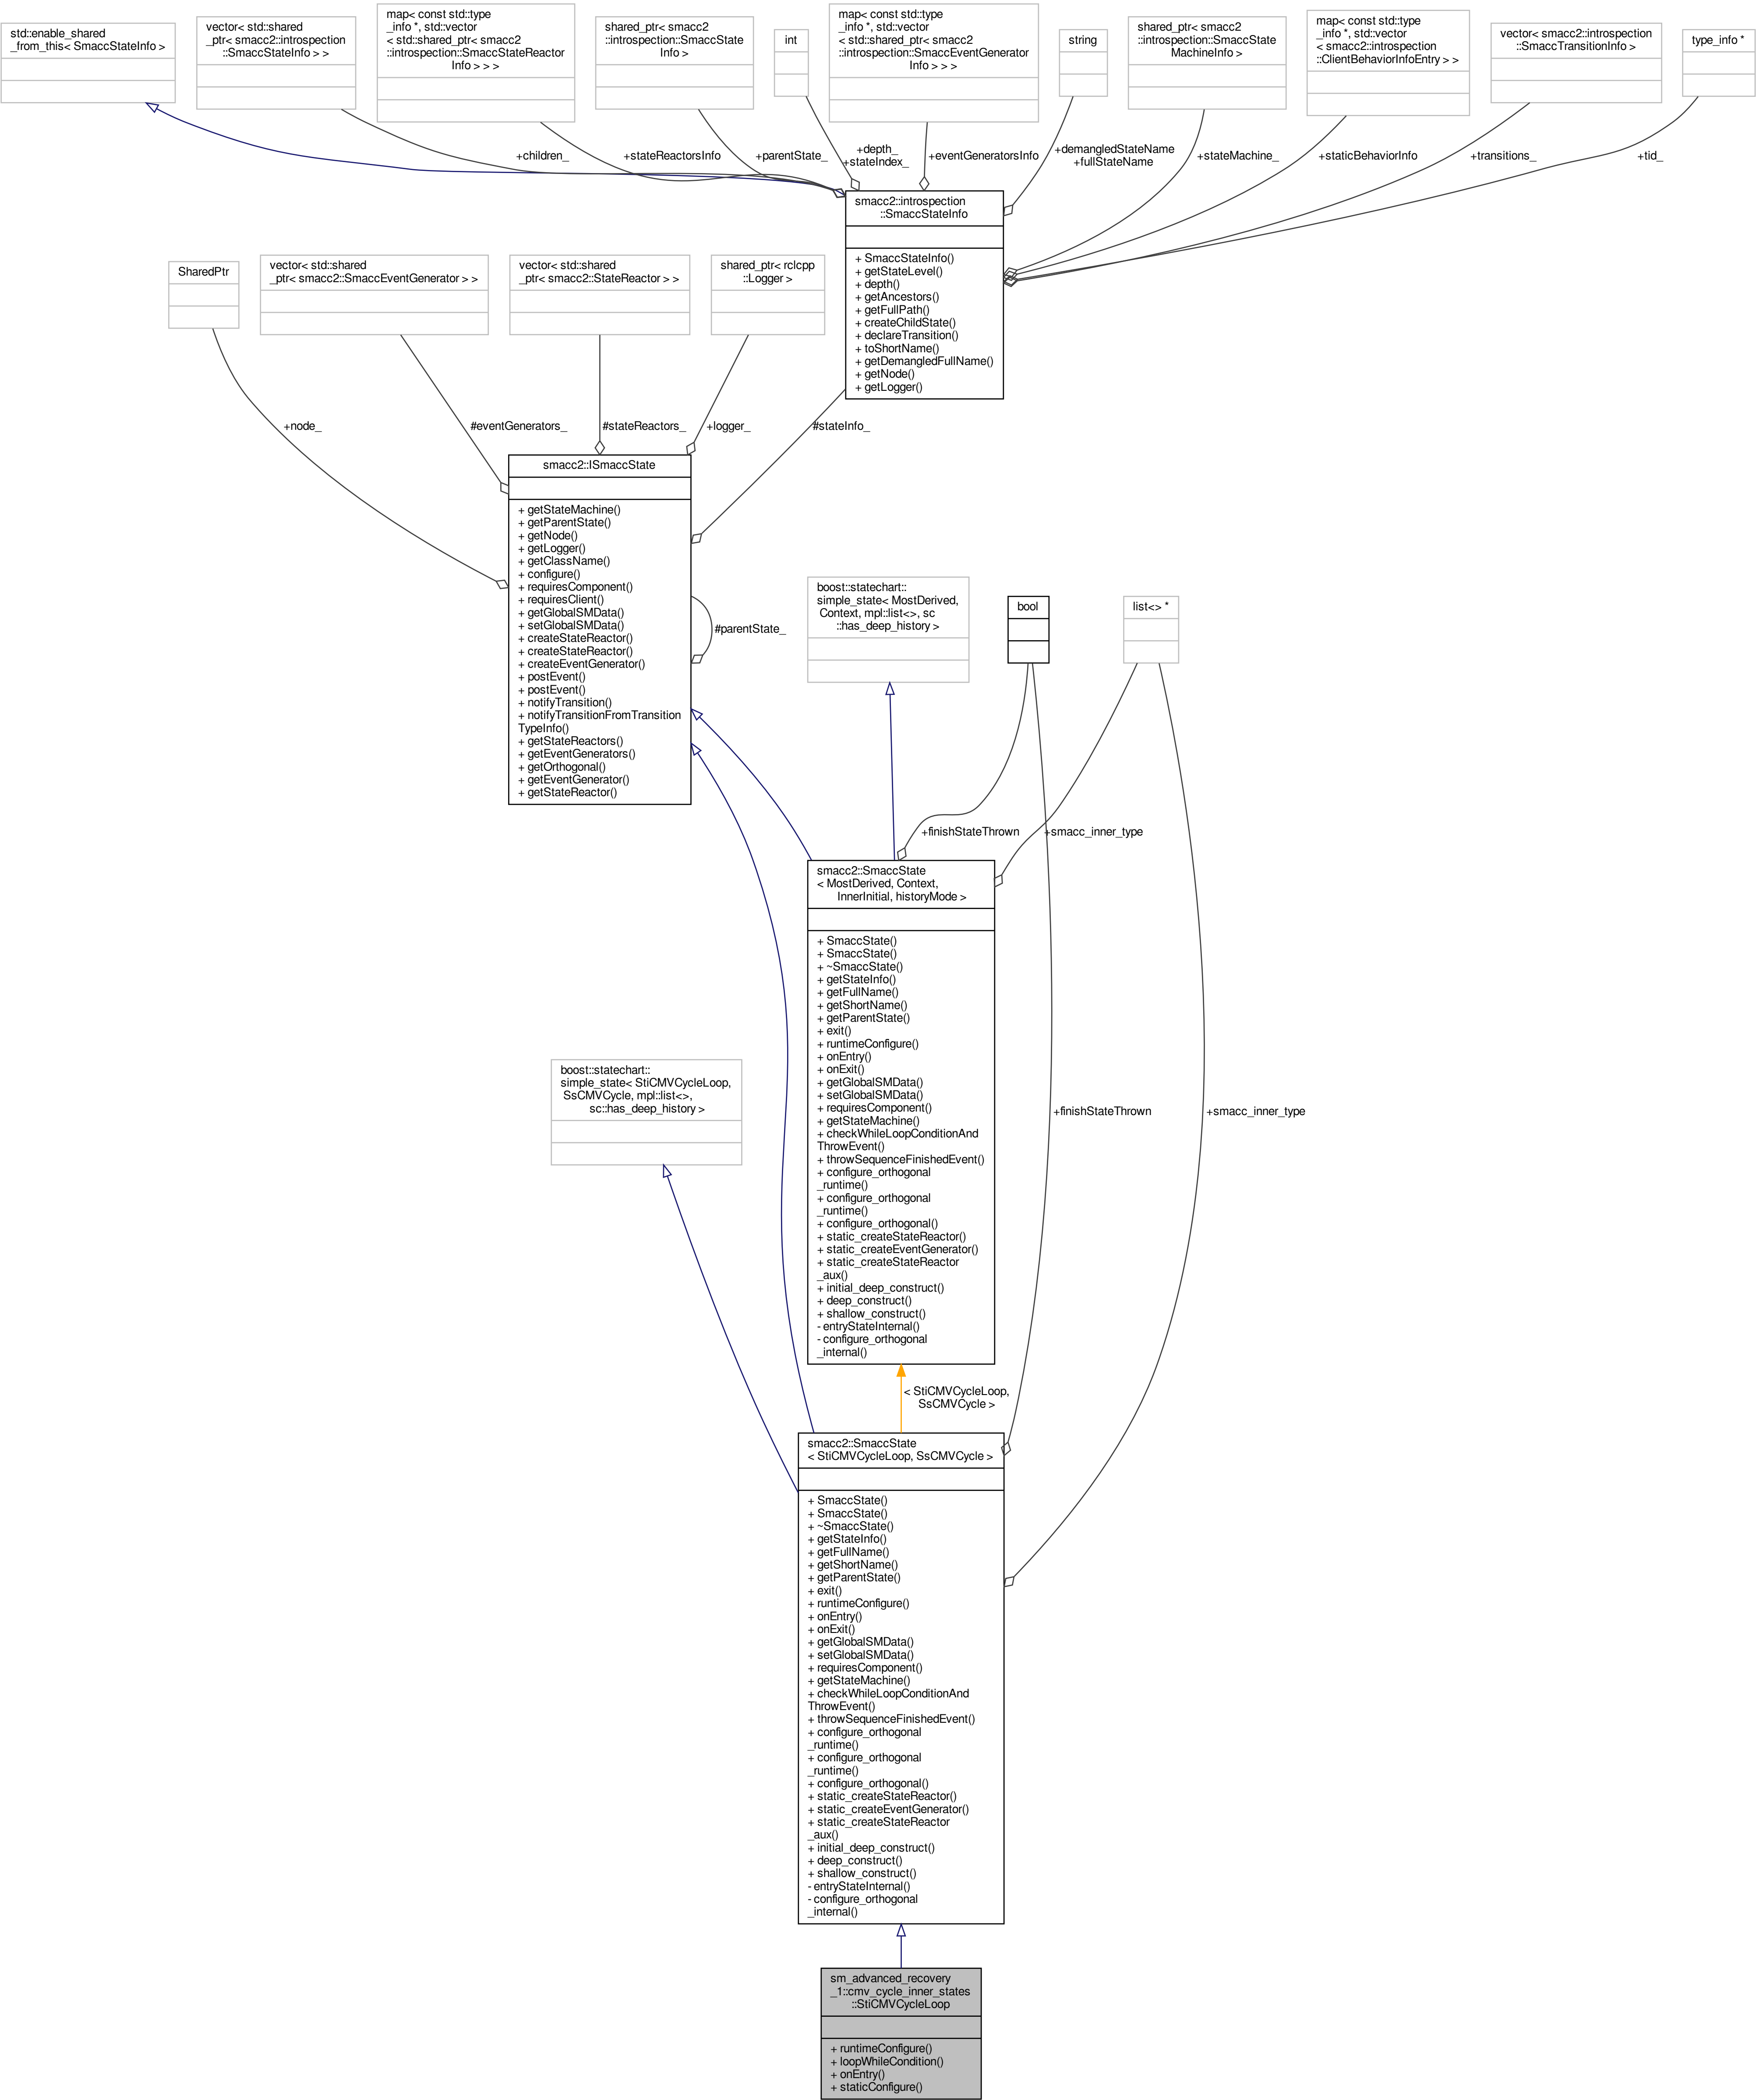 std::enable_shared
_from_this< SmaccStateInfo >
vector< std::shared
_ptr< smacc2::introspection
::SmaccStateInfo > >
map< const std::type
_info *, std::vector
< std::shared_ptr< smacc2
::introspection::SmaccStateReactor
Info > > >
shared_ptr< smacc2
::introspection::SmaccState
Info >
int
map< const std::type
_info *, std::vector
< std::shared_ptr< smacc2
::introspection::SmaccEventGenerator
Info > > >
string
shared_ptr< smacc2
::introspection::SmaccState
MachineInfo >
map< const std::type
_info *, std::vector
< smacc2::introspection
::ClientBehaviorInfoEntry > >
vector< smacc2::introspection
::SmaccTransitionInfo >
type_info *
+children_
+stateReactorsInfo
+parentState_
+depth_
+stateIndex_
+eventGeneratorsInfo
+demangledStateName
+fullStateName
+stateMachine_
+staticBehaviorInfo
+transitions_
+tid_
smacc2::introspection
::SmaccStateInfo
+ SmaccStateInfo()
+ getStateLevel()
+ depth()
+ getAncestors()
+ getFullPath()
+ createChildState()
+ declareTransition()
+ toShortName()
+ getDemangledFullName()
+ getNode()
+ getLogger()
SharedPtr
vector< std::shared
_ptr< smacc2::SmaccEventGenerator > >
vector< std::shared
_ptr< smacc2::StateReactor > >
shared_ptr< rclcpp
::Logger >
+node_
#eventGenerators_
#stateReactors_
+logger_
#stateInfo_
smacc2::ISmaccState
+ getStateMachine()
+ getParentState()
+ getNode()
+ getLogger()
+ getClassName()
+ configure()
+ requiresComponent()
+ requiresClient()
+ getGlobalSMData()
+ setGlobalSMData()
+ createStateReactor()
+ createStateReactor()
+ createEventGenerator()
+ postEvent()
+ postEvent()
+ notifyTransition()
+ notifyTransitionFromTransition
TypeInfo()
+ getStateReactors()
+ getEventGenerators()
+ getOrthogonal()
+ getEventGenerator()
+ getStateReactor()
#parentState_
boost::statechart::
simple_state< MostDerived,
Context, mpl::list<>, sc
::has_deep_history >
bool
list<> *
+finishStateThrown
+smacc_inner_type
smacc2::SmaccState
< MostDerived, Context,
InnerInitial, historyMode >
+ SmaccState()
+ SmaccState()
+ ~SmaccState()
+ getStateInfo()
+ getFullName()
+ getShortName()
+ getParentState()
+ exit()
+ runtimeConfigure()
+ onEntry()
+ onExit()
+ getGlobalSMData()
+ setGlobalSMData()
+ requiresComponent()
+ getStateMachine()
+ checkWhileLoopConditionAnd
ThrowEvent()
+ throwSequenceFinishedEvent()
+ configure_orthogonal
_runtime()
+ configure_orthogonal
_runtime()
+ configure_orthogonal()
+ static_createStateReactor()
+ static_createEventGenerator()
+ static_createStateReactor
_aux()
+ initial_deep_construct()
+ deep_construct()
+ shallow_construct()
- entryStateInternal()
- configure_orthogonal
_internal()
boost::statechart::
simple_state< StiCMVCycleLoop,
SsCMVCycle, mpl::list<>,
sc::has_deep_history >
+finishStateThrown
+smacc_inner_type
< StiCMVCycleLoop,
SsCMVCycle >
smacc2::SmaccState
< StiCMVCycleLoop, SsCMVCycle >
+ SmaccState()
+ SmaccState()
+ ~SmaccState()
+ getStateInfo()
+ getFullName()
+ getShortName()
+ getParentState()
+ exit()
+ runtimeConfigure()
+ onEntry()
+ onExit()
+ getGlobalSMData()
+ setGlobalSMData()
+ requiresComponent()
+ getStateMachine()
+ checkWhileLoopConditionAnd
ThrowEvent()
+ throwSequenceFinishedEvent()
+ configure_orthogonal
_runtime()
+ configure_orthogonal
_runtime()
+ configure_orthogonal()
+ static_createStateReactor()
+ static_createEventGenerator()
+ static_createStateReactor
_aux()
+ initial_deep_construct()
+ deep_construct()
+ shallow_construct()
- entryStateInternal()
- configure_orthogonal
_internal()
sm_advanced_recovery
_1::cmv_cycle_inner_states
::StiCMVCycleLoop
+ runtimeConfigure()
+ loopWhileCondition()
+ onEntry()
+ staticConfigure()